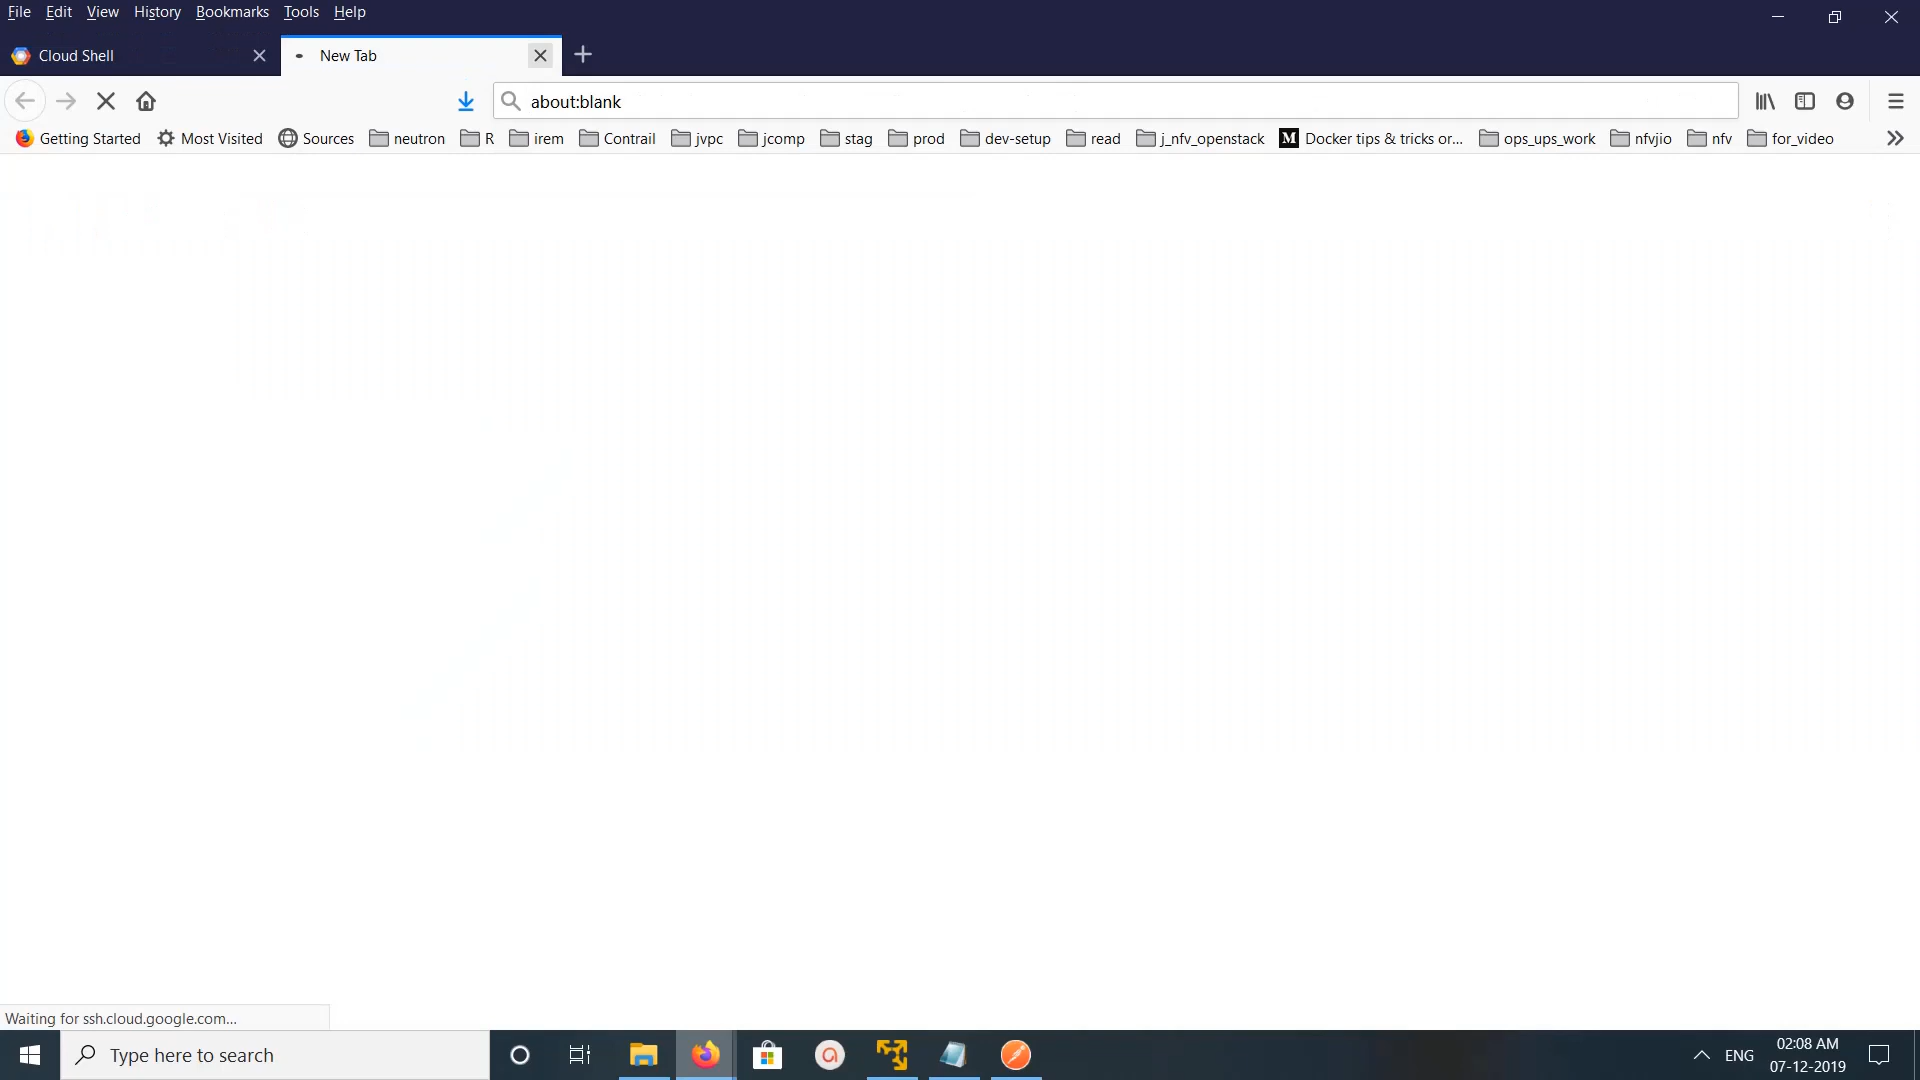 File Edit View History Bookmarks Tools Help
Cloud Shell New Tab
about:blank
Getting Started Most Visited Sources neutron R irem Contrail jvpc jcomp stag prod dev-setup read j_nfv_openstack M Docker tips & tricks or... ops_ups_work nfvjio nfv for_video
Waiting for ssh.cloud.google.com...
Type here to search ENG 02:08 AM
07-12-2019